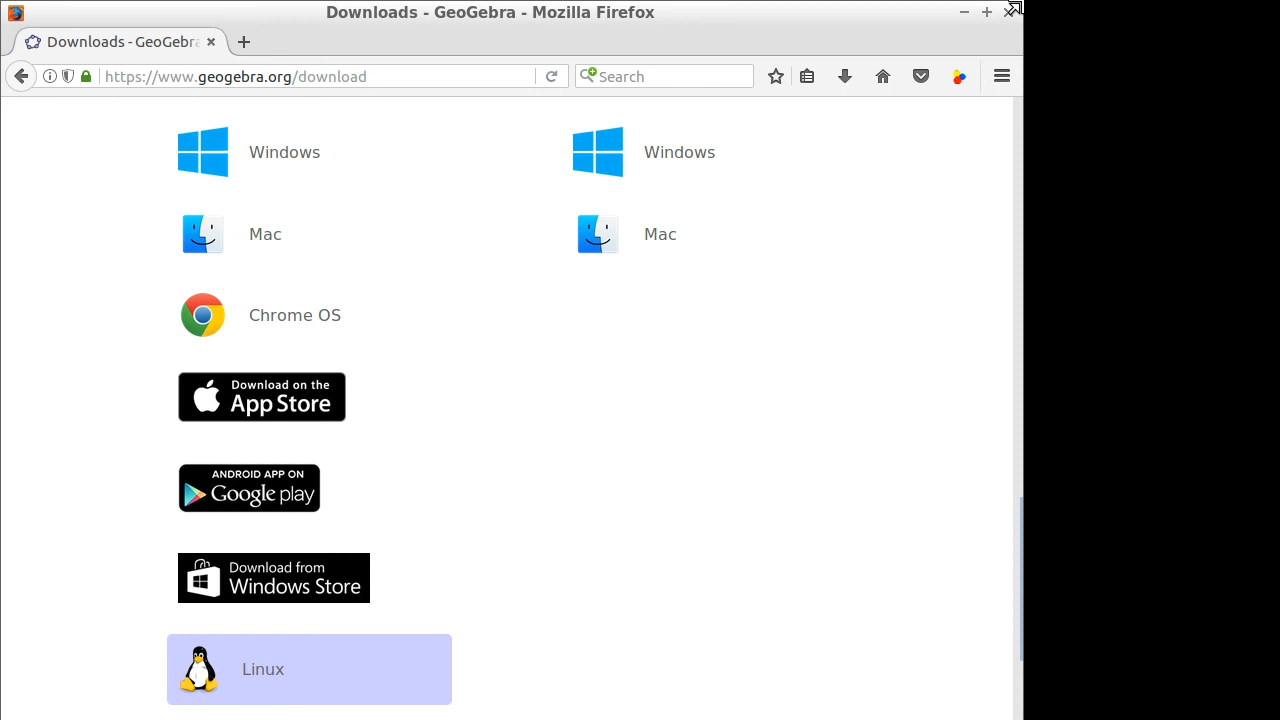 Downloads - GeoGebra - Mozilla Firefox
Downloads - GeoGebra
https://www.geogebra.org/download
Search
Windows
Windows
Mac
Mac
Chrome OS
Download on the
App Store
ANDROID APP ON
Google play
Download from
Windows Store
Linux